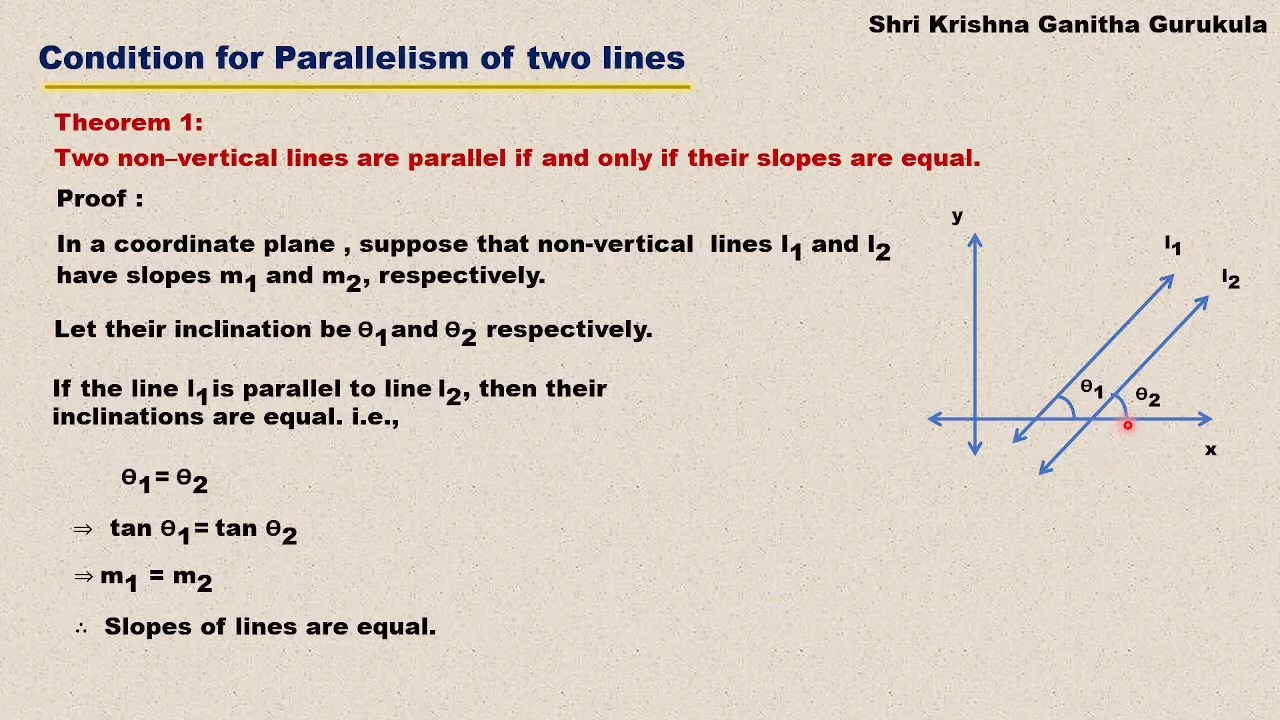 Shri Krishna Ganitha Gurukula
Condition for Parallelism of two lines
Theorem 1:
Two non–vertical lines are parallel if and only if their slopes are equal.
Proof :
In a coordinate plane , suppose that non-vertical lines l1 and l2
have slopes m1 and m2, respectively.
Let their inclination be ϴ1 and ϴ2 respectively.
If the line l1 is parallel to line l2, then their
inclinations are equal. i.e.,
ϴ1 = ϴ2
⇒ tan ϴ1 = tan ϴ2
⇒ m1 = m2
∴ Slopes of lines are equal.
y
l1
l2
ϴ1
ϴ2
x